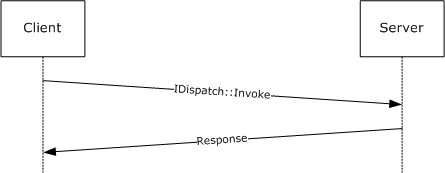 Client
Server
IDispatch::Invoke
Response